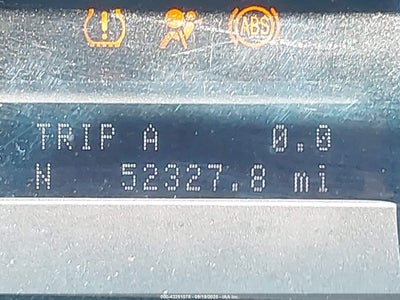 ! ABS
TRIP A 0.0
N 52327.8 mi